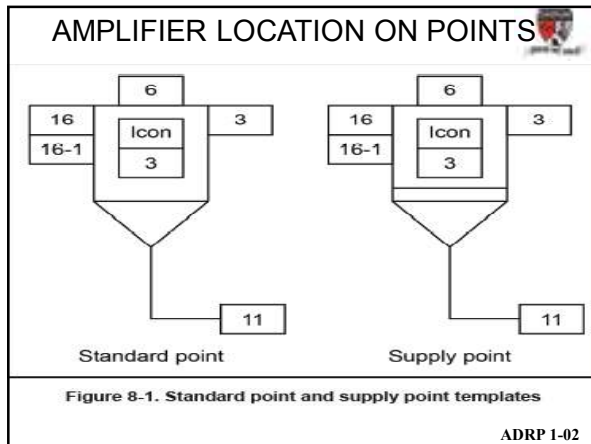 AMPLIFIER LOCATION ON POINTS
6 6
16 3 16 3
Icon Icon
16-1 16-1
3 3
11 11
Standard point Supply point
Figure 8-1. Standard point and supply point templates
ADRP 1-02